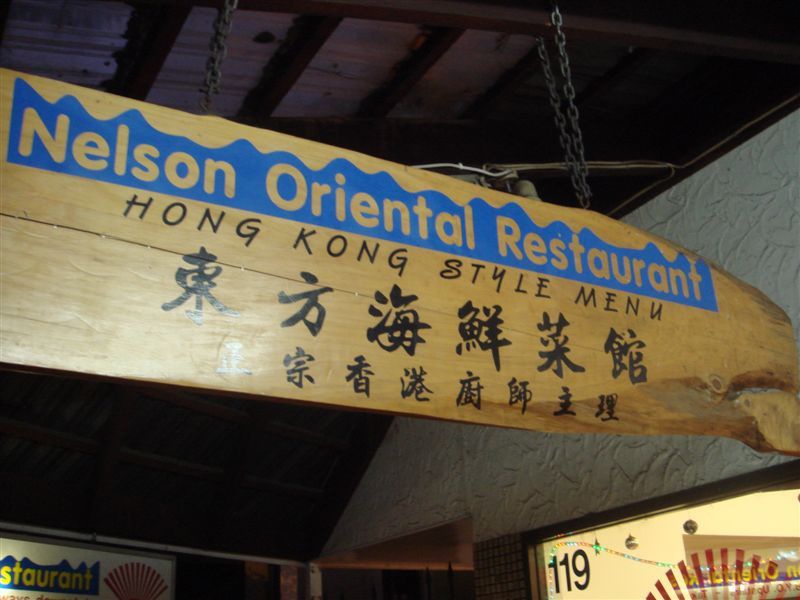 Nelson Oriental Restaurant
HONG KONG STYLE MENU
東方海鮮菜館
正宗香港廚師主理
staurant
119